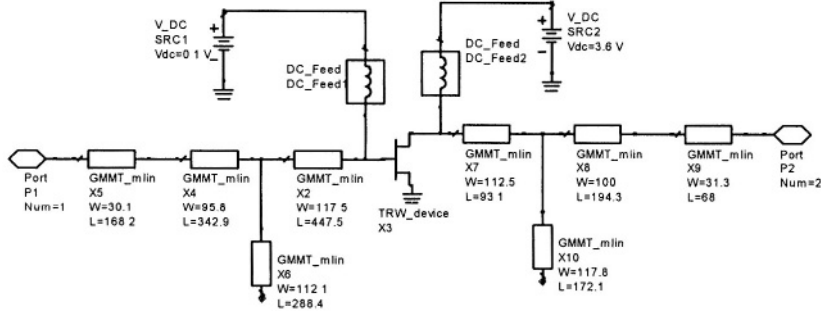 V_DC
SRC1
Vdc=0 1 V
DC_Feed
DC_Feed1
DC_Feed
DC_Feed2
V_DC
SRC2
Vdc=3.6 V
Port
P1
Num=1
GMMT_mlin
X5
W=30.1
L=168 2
GMMT_mlin
X4
W=95.8
L=342.9
GMMT_mlin
X2
W=117 5
L=447.5
TRW_device
X3
GMMT_mlin
X7
W=112.5
L=93 1
GMMT_mlin
X8
W=100
L=194.3
GMMT_mlin
X9
W=31.3
L=68
Port
P2
Num=2
GMMT_mlin
X6
W=112 1
L=288.4
GMMT_mlin
X10
W=117.8
L=172.1